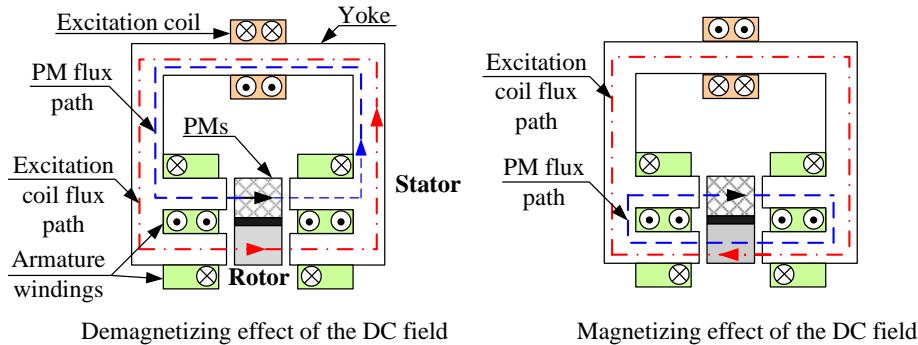 Excitation coil
Yoke
PM flux
path
PMs
Excitation
coil flux
path
Armature
windings
Rotor
Stator
Demagnetizing effect of the DC field
Excitation
coil flux
path
PM flux
path
Magnetizing effect of the DC field